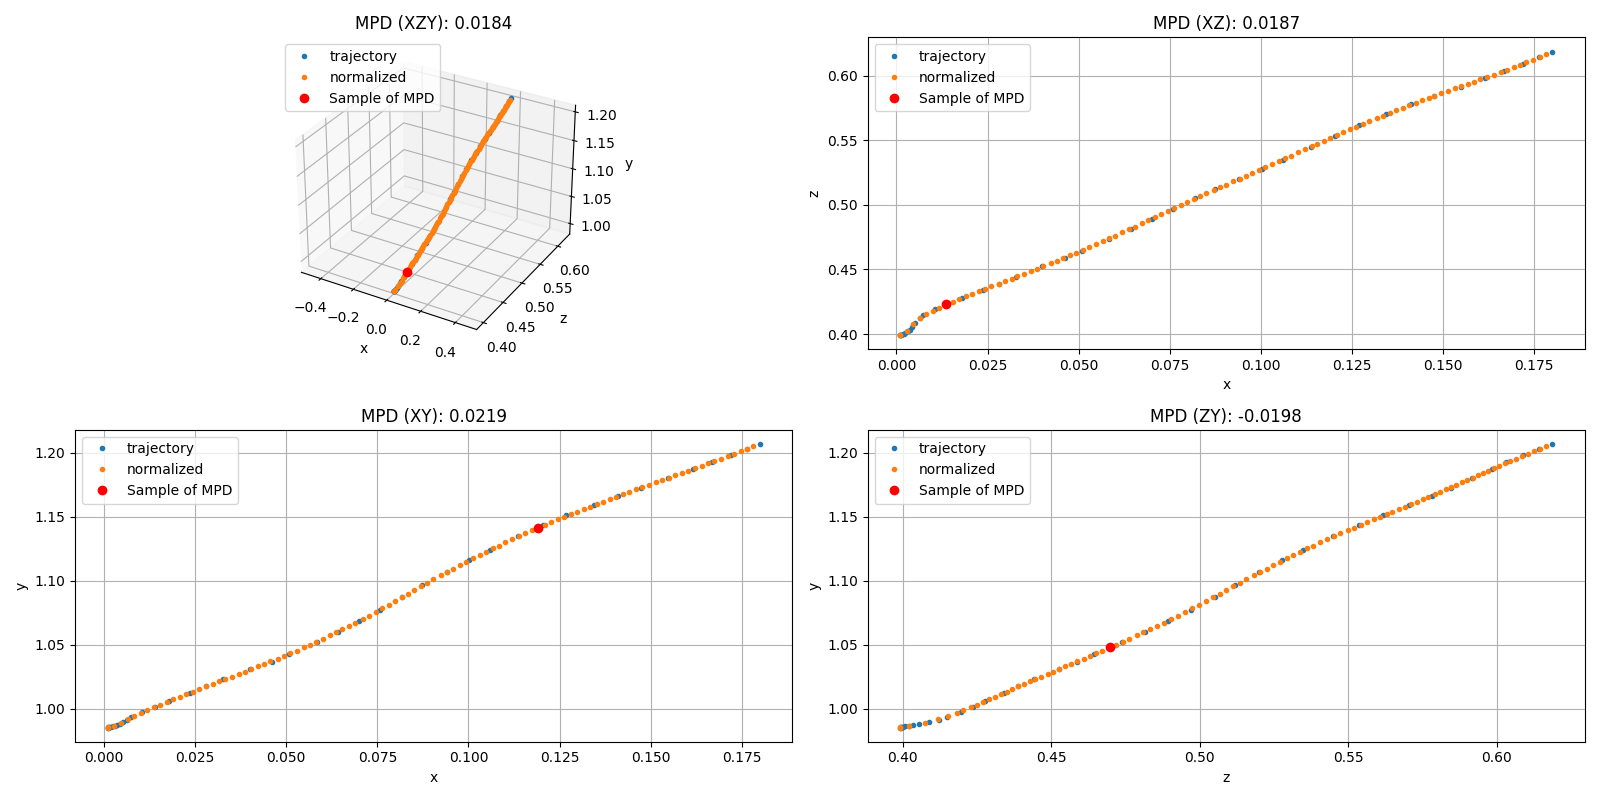 MPD (XZY): 0.0184
trajectory
normalized
Sample of MPD
1.20
1.15
y
1.10
1.05
1.00
0.60
0.55
0.50
z
0.45
0.40
−0.4
−0.2
0.0
0.2
0.4
x
MPD (XZ): 0.0187
trajectory
normalized
Sample of MPD
0.60
0.55
z
0.50
0.45
0.40
0.000 0.025 0.050 0.075 0.100 0.125 0.150 0.175
x
MPD (XY): 0.0219
trajectory
normalized
Sample of MPD
1.20
1.15
1.10
y
1.05
1.00
0.000 0.025 0.050 0.075 0.100 0.125 0.150 0.175
x
MPD (ZY): -0.0198
trajectory
normalized
Sample of MPD
1.20
1.15
1.10
y
1.05
1.00
0.40 0.45 0.50 0.55 0.60
z